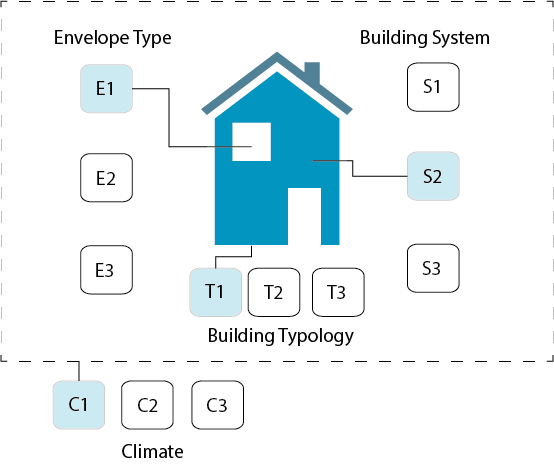 Envelope Type
Building System
E1
S1
E2
S2
E3
S3
T1 T2 T3
Building Typology
C1 C2 C3
Climate